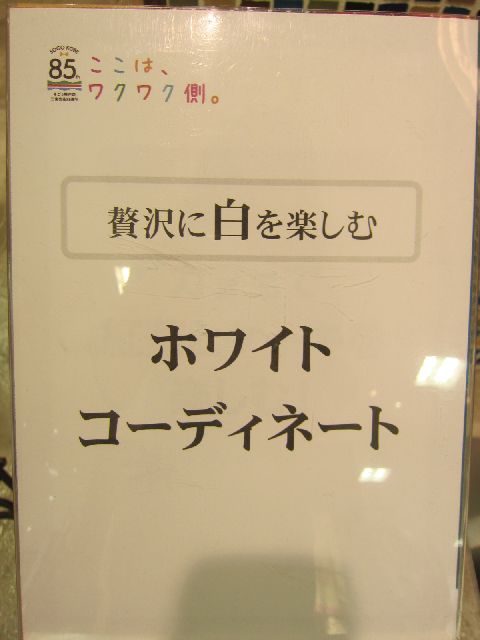 SOGO KOBE
85th
ここは、
ワクワク側。
贅沢に白を楽しむ
ホワイト
コーディネート